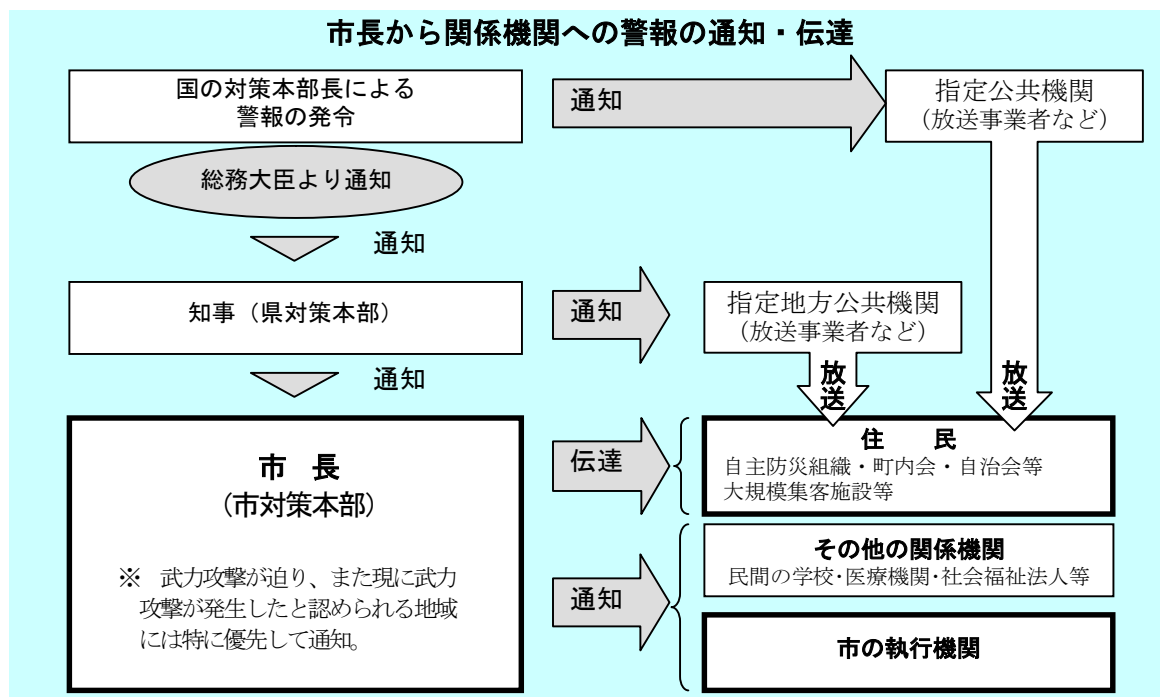 市長から関係機関への警報の通知・伝達
国の対策本部長による
警報の発令
通知
指定公共機関
(放送事業者など)
総務大臣より通知
通知
知事（県対策本部）
通知
指定地方公共機関
(放送事業者など)
通知
放送
放送
市　長
(市対策本部)
※　武力攻撃が迫り、また現に武力
攻撃が発生したと認められる地域
には特に優先して通知。
伝達
住　　民
自主防災組織・町内会・自治会等
大規模集客施設等
通知
その他の関係機関
民間の学校・医療機関・社会福祉法人等
市の執行機関